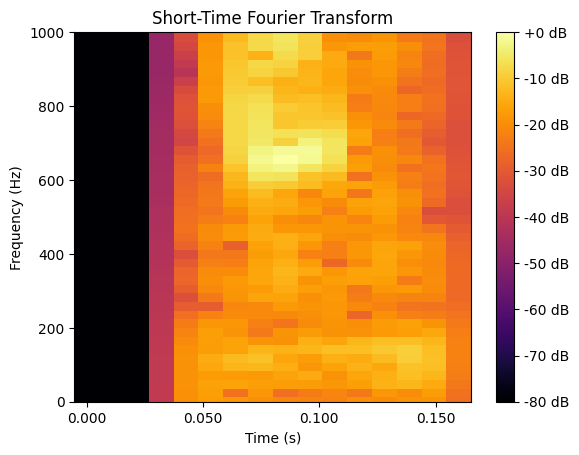 Short-Time Fourier Transform
1000
800
600
400
200
0
Frequency (Hz)
0.000
0.050
0.100
0.150
Time (s)
+0 dB
-10 dB
-20 dB
-30 dB
-40 dB
-50 dB
-60 dB
-70 dB
-80 dB